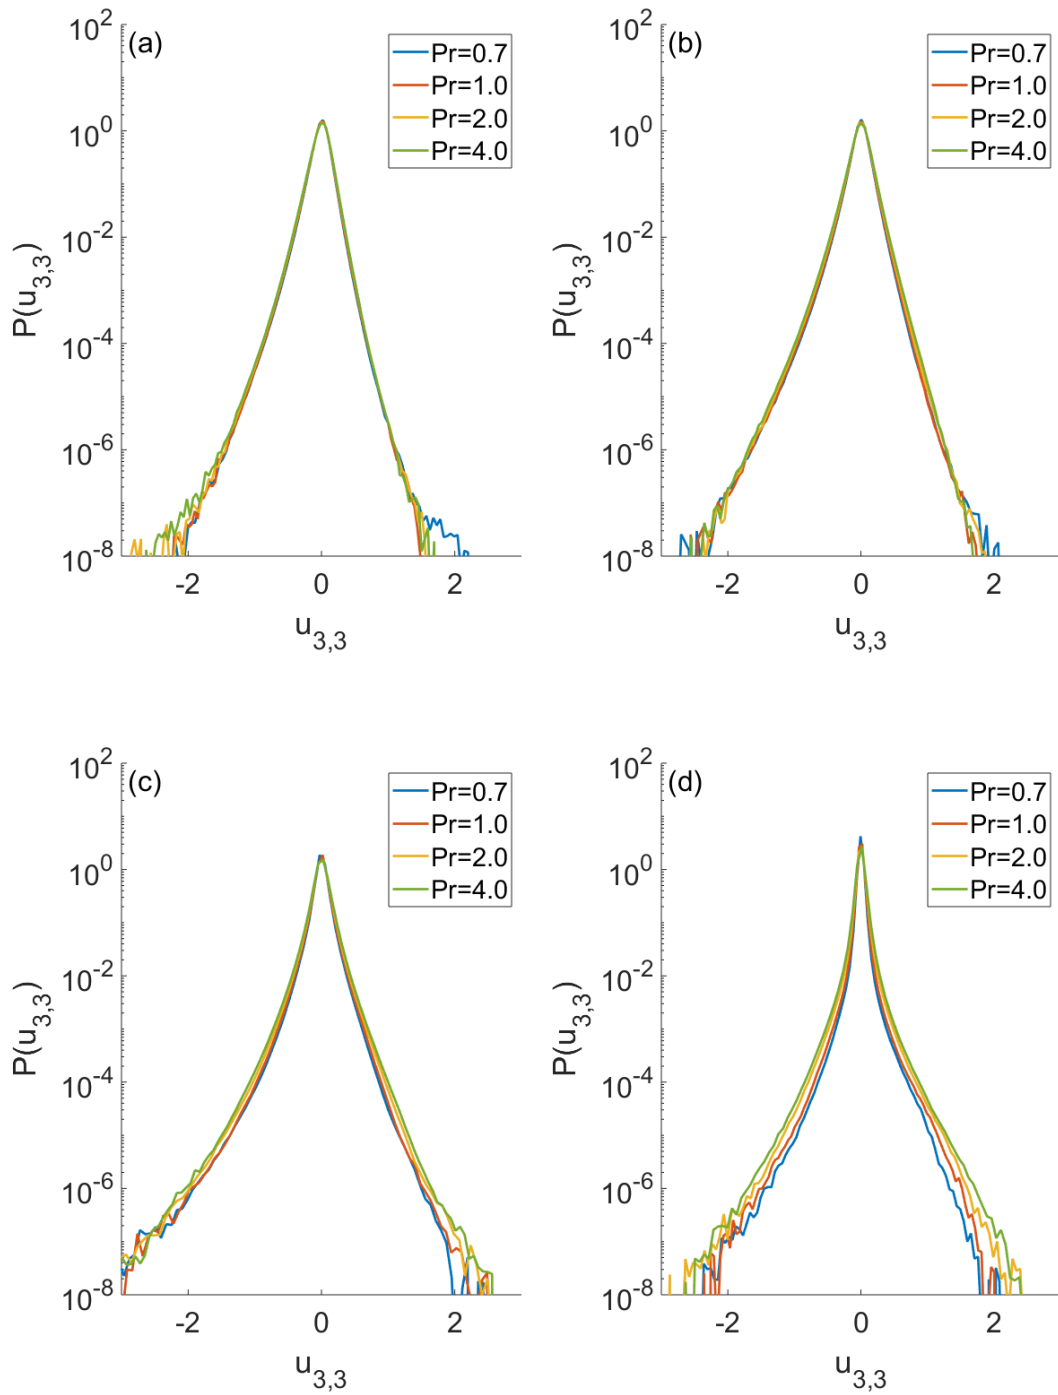 (a)
10^2
10^0
10^-2
10^-4
10^-6
10^-8
P(u_3,3)
-2 0 2
u_3,3
Pr=0.7
Pr=1.0
Pr=2.0
Pr=4.0
(b)
10^2
10^0
10^-2
10^-4
10^-6
10^-8
P(u_3,3)
-2 0 2
u_3,3
Pr=0.7
Pr=1.0
Pr=2.0
Pr=4.0
(c)
10^2
10^0
10^-2
10^-4
10^-6
10^-8
P(u_3,3)
-2 0 2
u_3,3
Pr=0.7
Pr=1.0
Pr=2.0
Pr=4.0
(d)
10^2
10^0
10^-2
10^-4
10^-6
10^-8
P(u_3,3)
-2 0 2
u_3,3
Pr=0.7
Pr=1.0
Pr=2.0
Pr=4.0